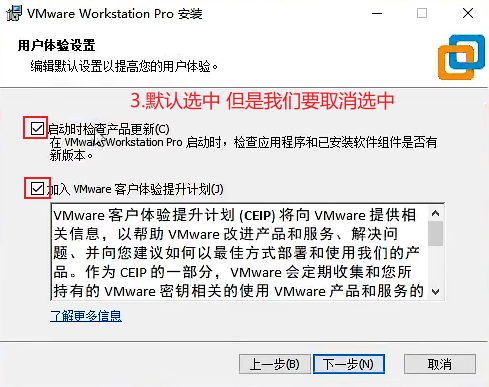 VMware Workstation Pro 安装
用户体验设置
编辑默认设置以提高您的用户体验。
3.默认选中 但是我们要取消选中
启动时检查产品更新(C)
在 VMware Workstation Pro 启动时，检查应用程序和已安装软件组件是否有
新版本。
加入 VMware 客户体验提升计划(J)
VMware 客户体验提升计划 (CEIP) 将向 VMware 提供相
关信息，以帮助 VMware 改进产品和服务、解决问
题、并向您建议如何以最佳方式部署和使用我们的产
品。作为 CEIP 的一部分，VMware 会定期收集和您所
持有的 VMware 密钥相关的使用 VMware 产品和服务的
了解更多信息
上一步(B) 下一步(N) 取消